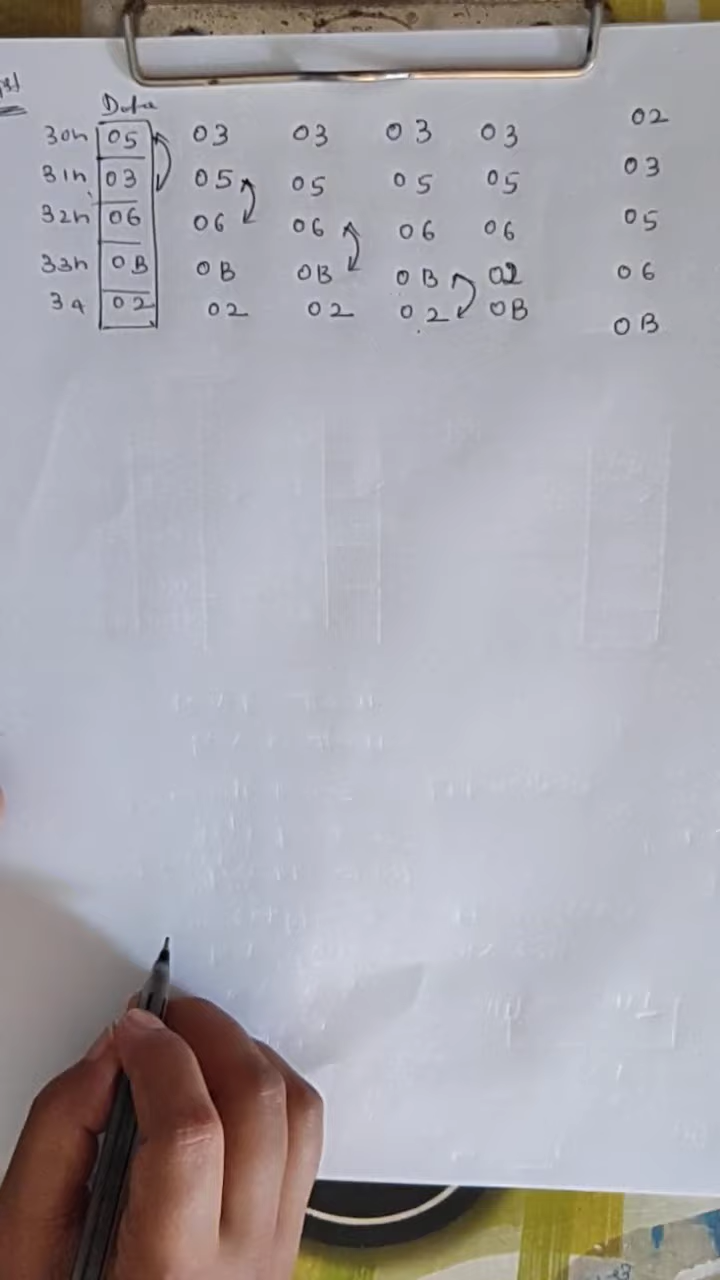 Data
30h 05 03 03 03 03 02
31h 03 05 05 05 05 03
32h 06 06 06 06 06 05
33h 0B 0B 0B 0B 02 06
34 02 02 02 02 0B 0B